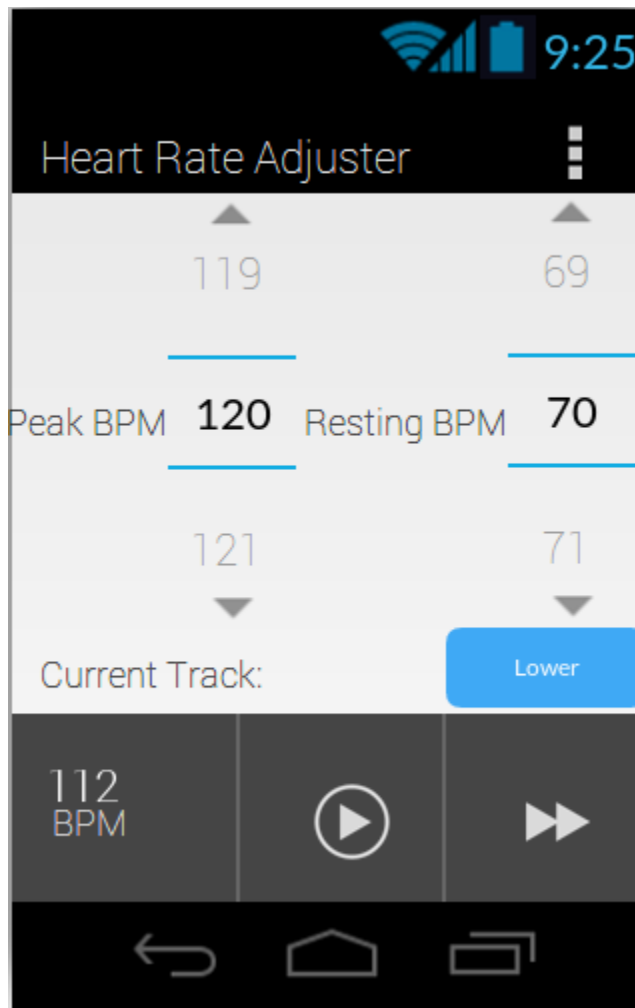 9:25
Heart Rate Adjuster
119 69
Peak BPM 120 Resting BPM 70
121 71
Current Track: Lower
112
BPM